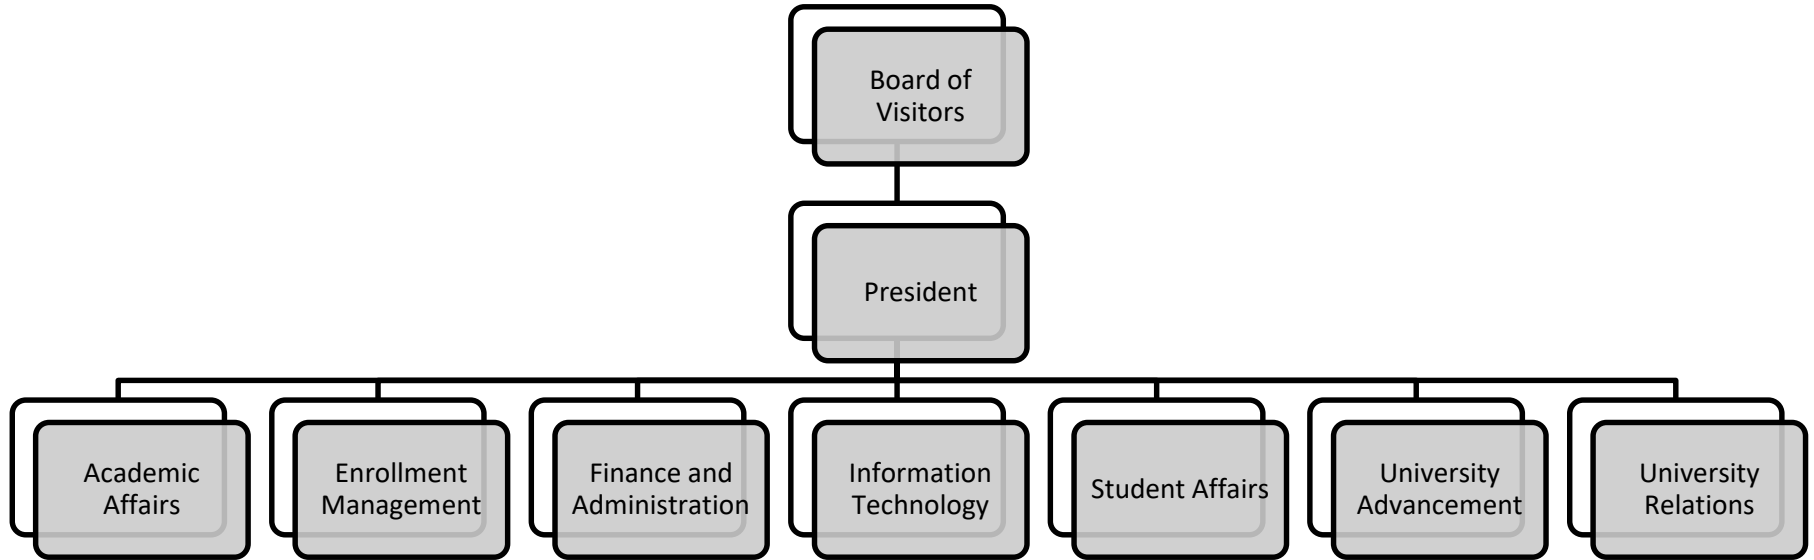 Board of
Visitors
President
Academic
Affairs
Enrollment
Management
Finance and
Administration
Information
Technology
Student Affairs
University
Advancement
University
Relations